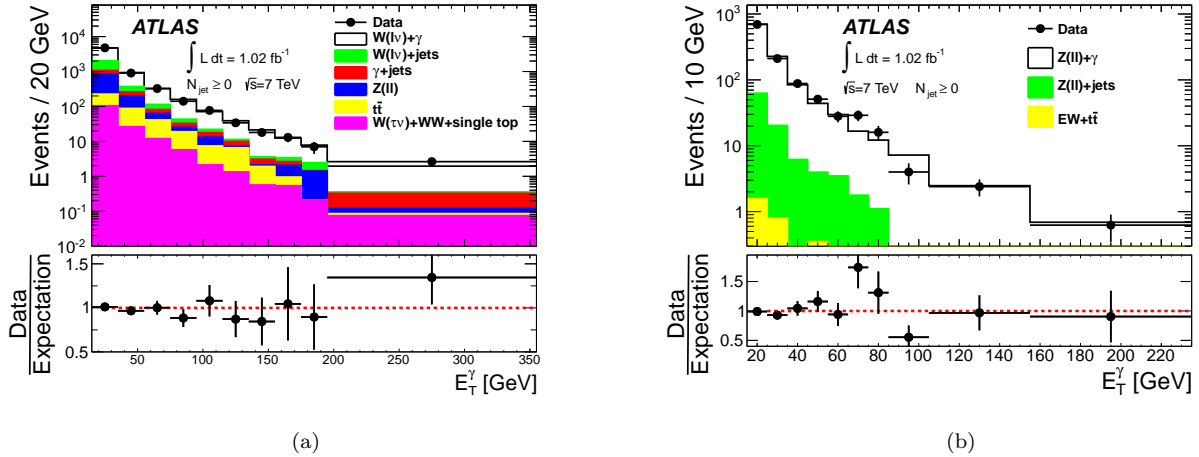 Events / 20 GeV
10⁴
10³
10²
10
1
10⁻¹
10⁻²
ATLAS
∫ L dt = 1.02 fb⁻¹
N_jet ≥ 0 √s=7 TeV
Data
W(lν)+γ
W(lν)+jets
γ+jets
Z(ll)
tt̄
W(τν)+WW+single top
Data
Expectation
1.5
1
0.5
50 100 150 200 250 300 350
E_T^γ [GeV]
(a)
Events / 10 GeV
10³
10²
10
1
ATLAS
∫ L dt = 1.02 fb⁻¹
√s=7 TeV N_jet ≥ 0
Data
Z(ll)+γ
Z(ll)+jets
EW+tt̄
Data
Expectation
1.5
1
0.5
20 40 60 80 100 120 140 160 180 200 220
E_T^γ [GeV]
(b)